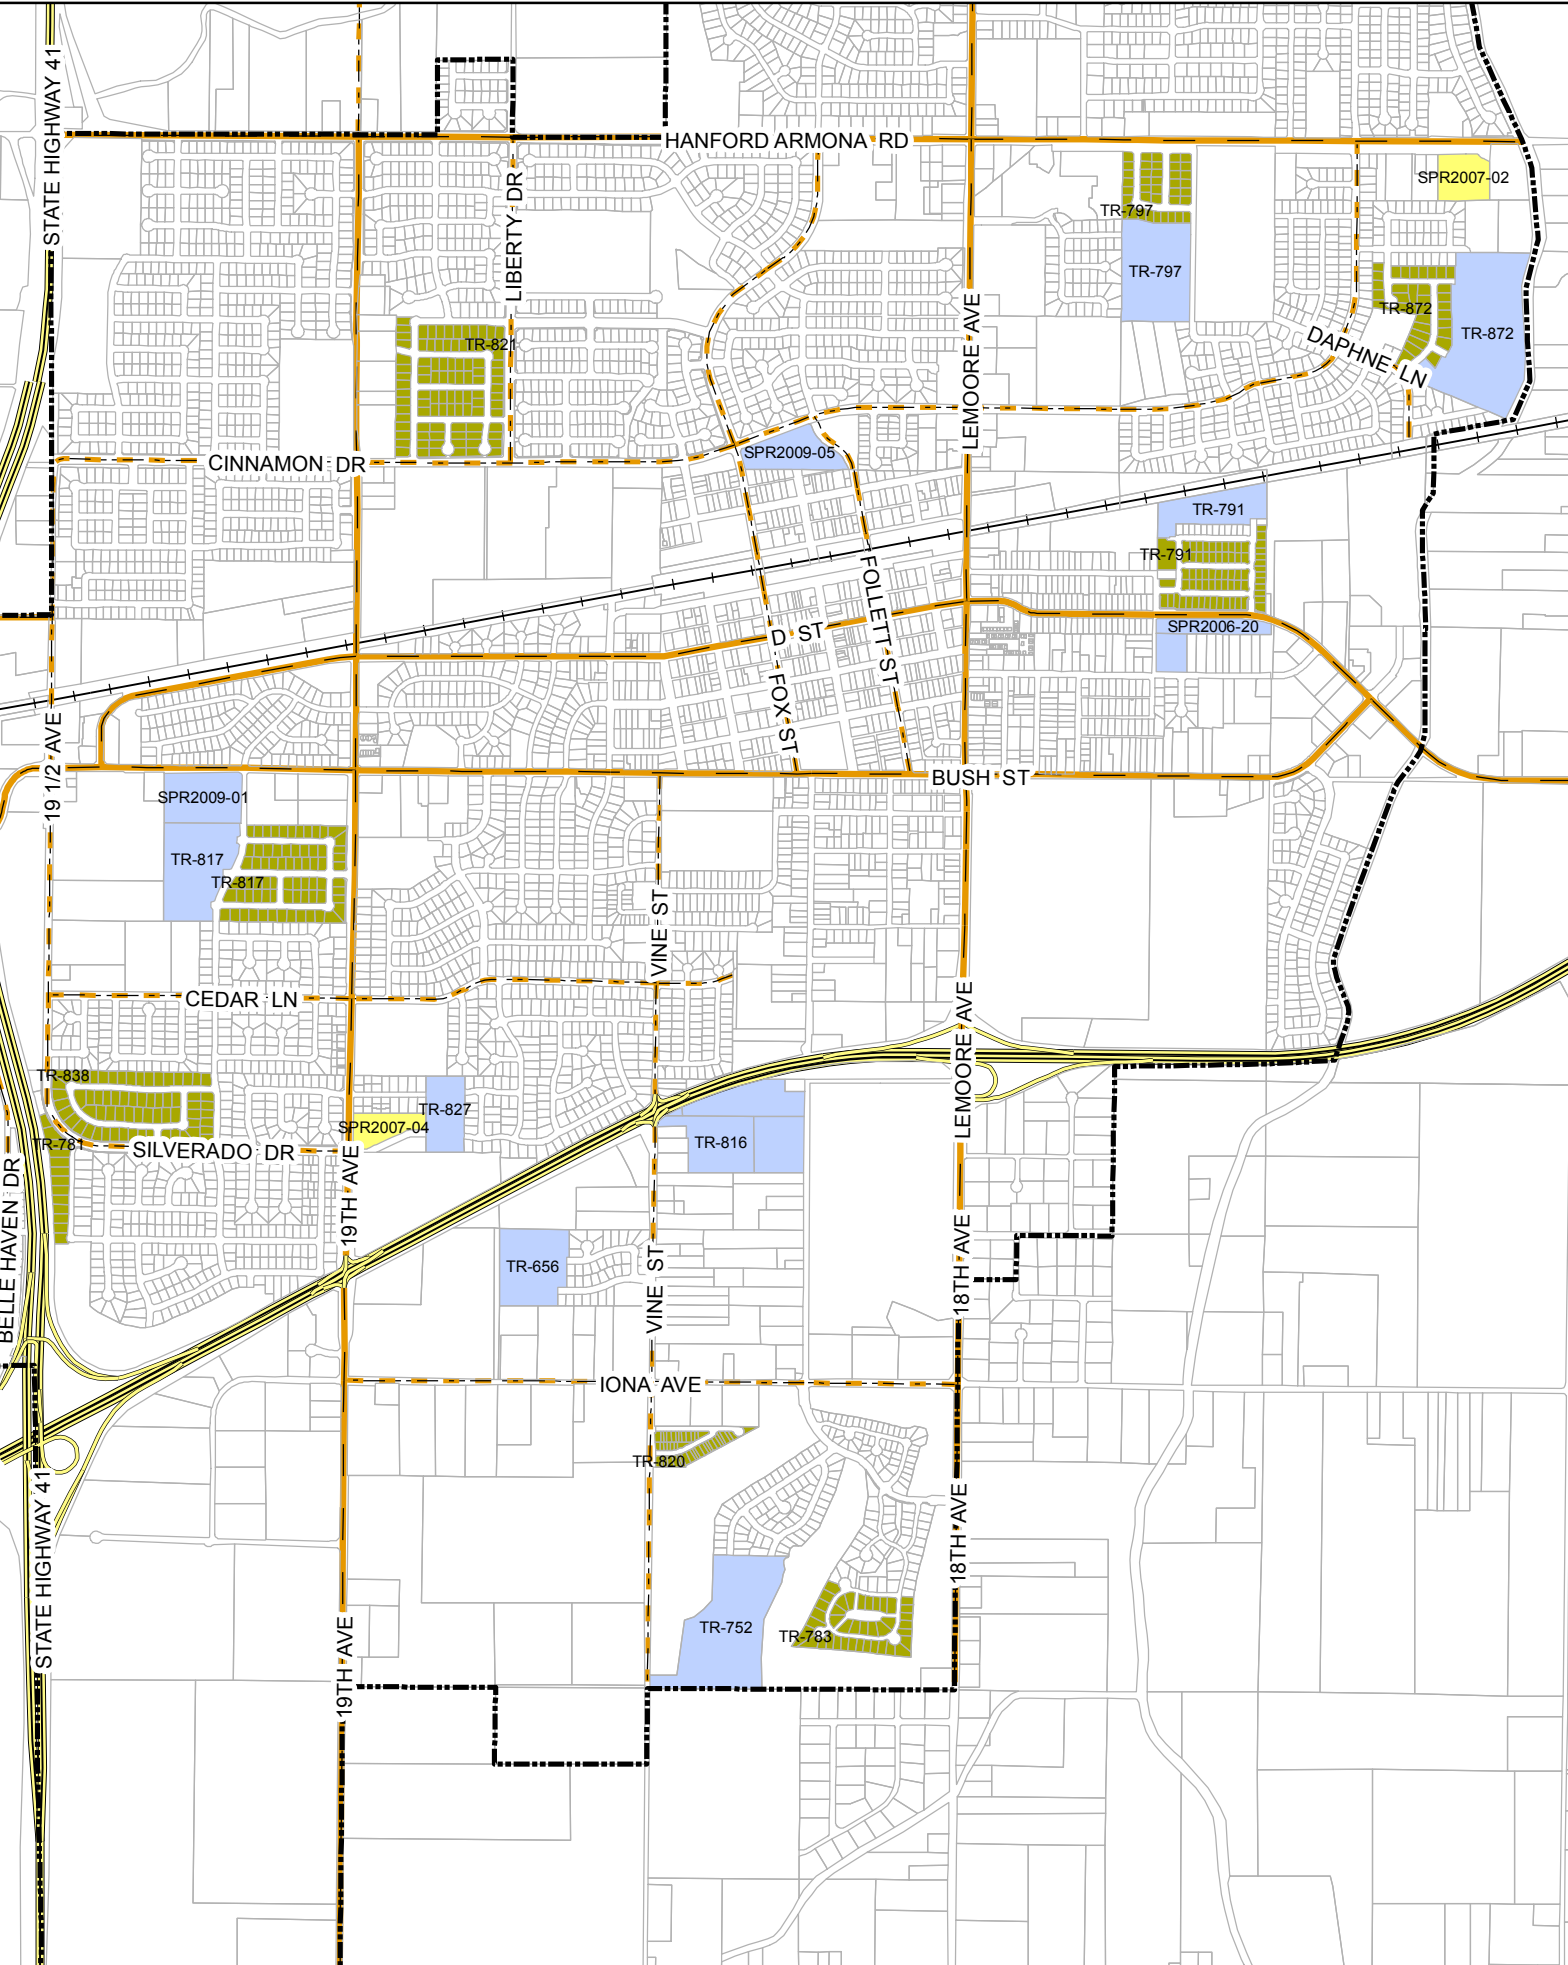 STATE HIGHWAY 41
HANFORD ARMONA RD
SPR2007-02
LIBERTY DR
TR-797
TR-797
TR-872
TR-872
LEMOORE AVE
DAPHNE LN
TR-821
CINNAMON DR
SPR2009-05
TR-791
TR-791
FOLLETT ST
D ST
SPR2006-20
FOX ST
19 1/2 AVE
BUSH ST
SPR2009-01
TR-817
TR-817
VINE ST
CEDAR LN
LEMOORE AVE
TR-838
TR-827
SPR2007-04
TR-781
TR-816
SILVERADO DR
BELLE HAVEN DR
19TH AVE
18TH AVE
TR-656
VINE ST
IONA AVE
TR-820
STATE HIGHWAY 41
18TH AVE
TR-752
TR-783
19TH AVE